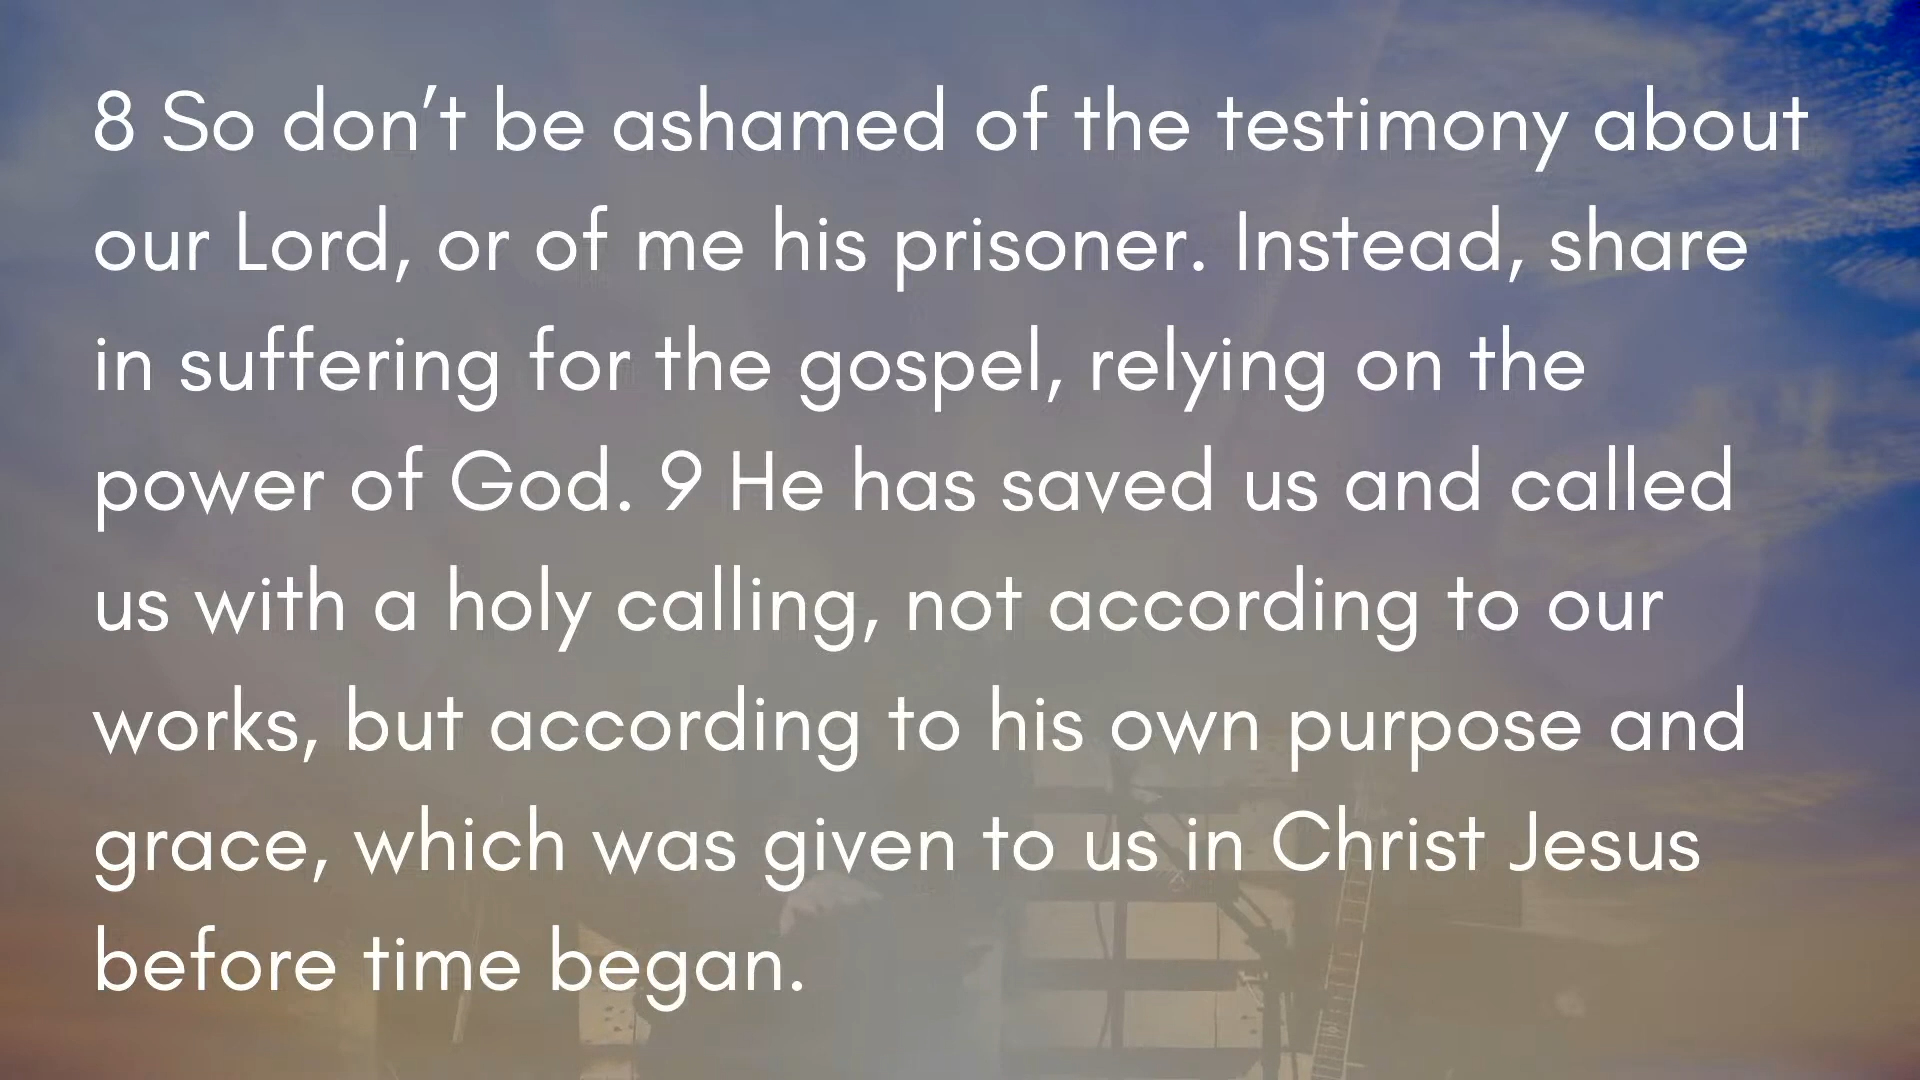 8 So don’t be ashamed of the testimony about
our Lord, or of me his prisoner. Instead, share
in suffering for the gospel, relying on the
power of God. 9 He has saved us and called
us with a holy calling, not according to our
works, but according to his own purpose and
grace, which was given to us in Christ Jesus
before time began.